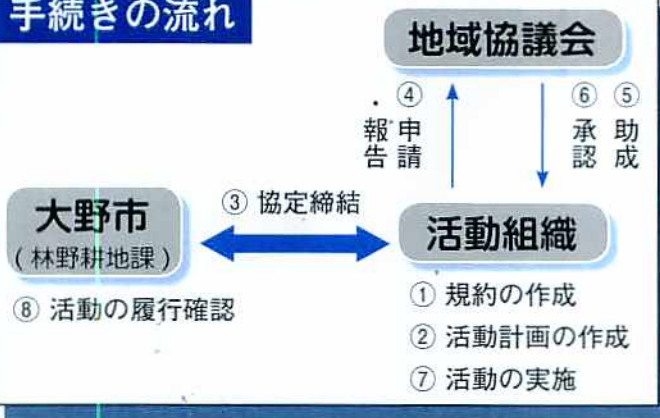 手続きの流れ
地域協議会
④申請・報告
⑤助成
⑥承認
大野市
(林野耕地課)
③ 協定締結
活動組織
⑧ 活動の履行確認
① 規約の作成
② 活動計画の作成
⑦ 活動の実施